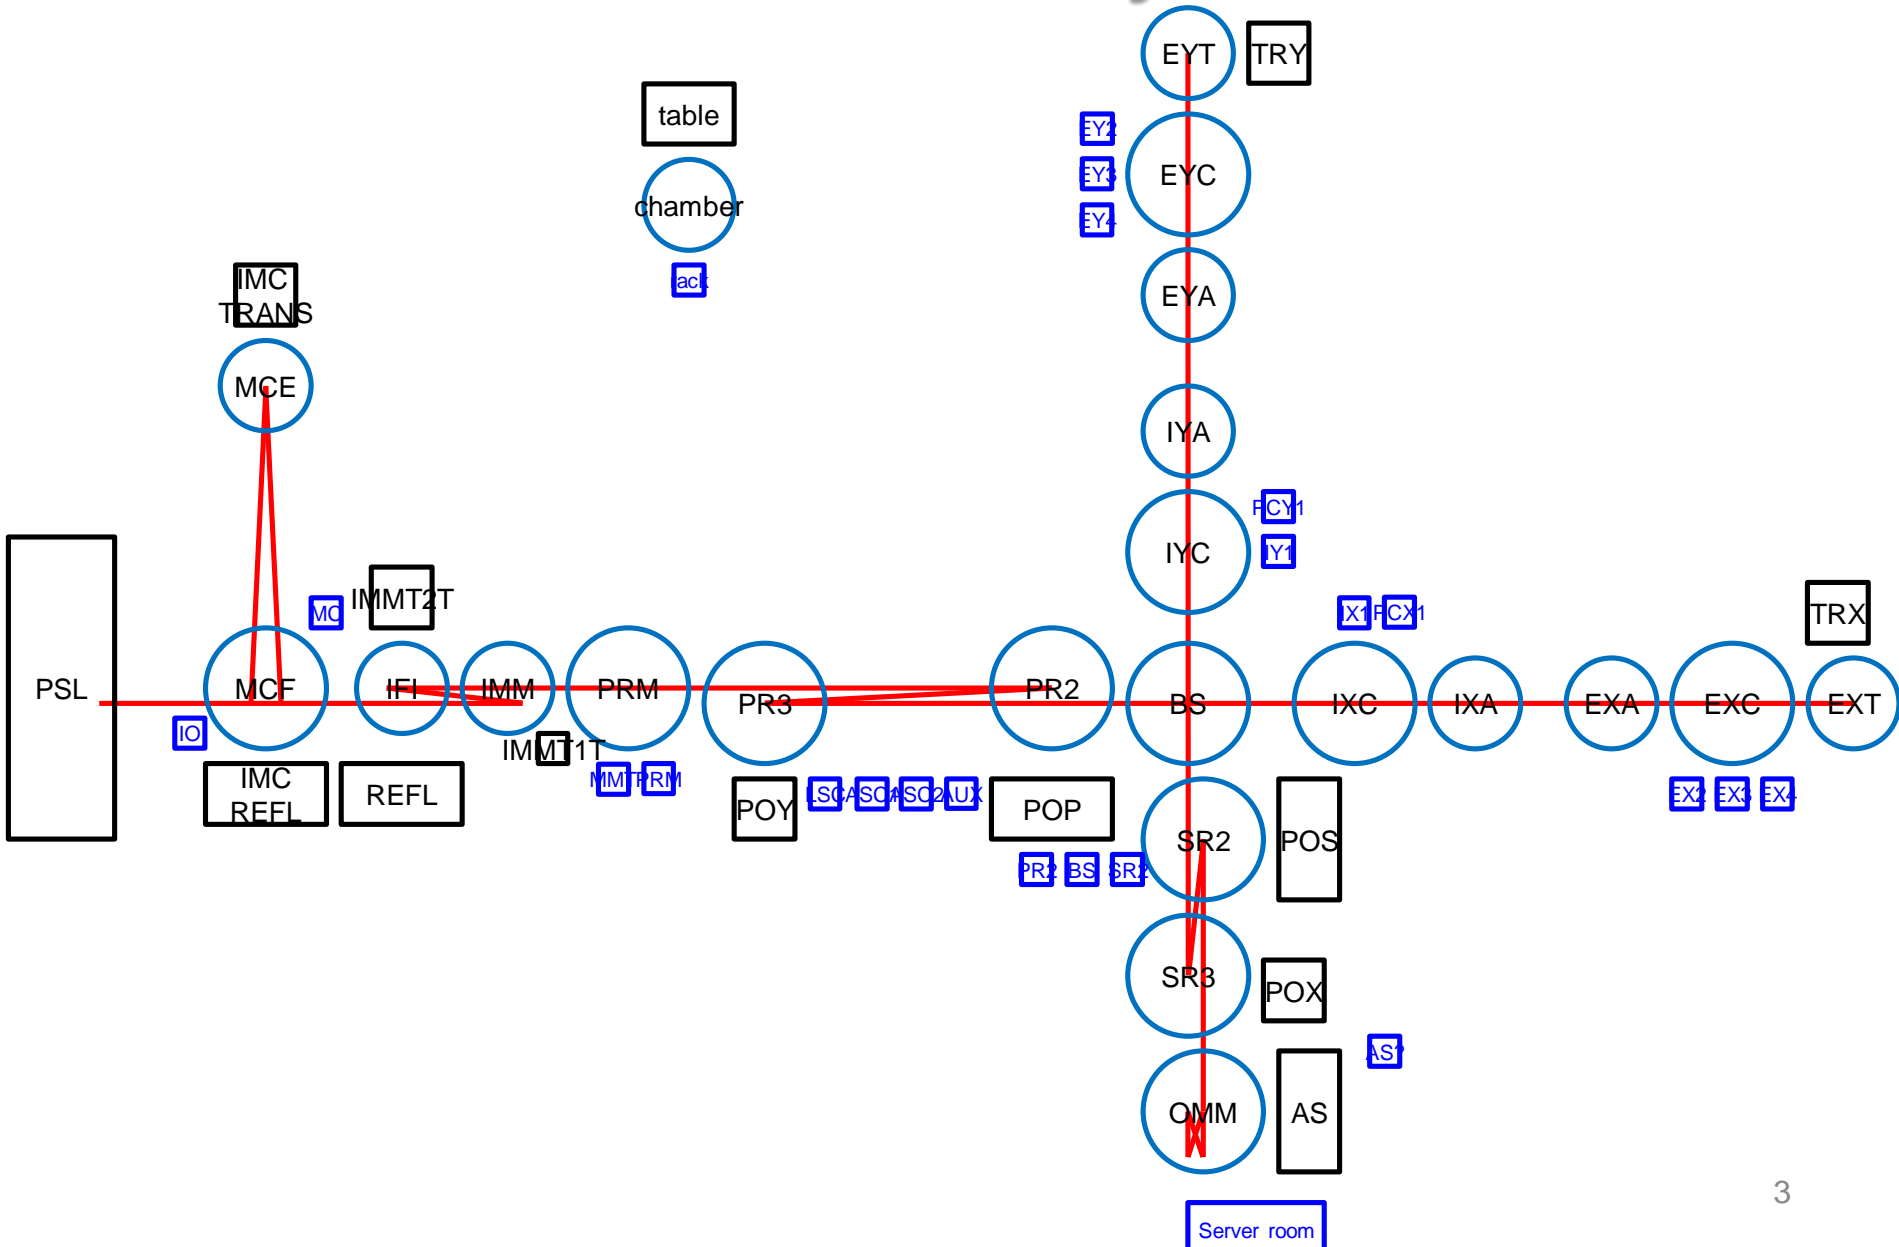 EYT
TRY
table
EY2
EYC
EY3
chamber
EY4
rack
IMC
TRANS
EYA
MCE
IYA
PCY1
IYC
IY1
MC
IMMT2T
IX1
PCX1
TRX
PSL
MCF
IFI
IMM
PRM
PR3
PR2
BS
IXC
IXA
EXA
EXC
EXT
IO
IMMT1T
IMC
REFL
REFL
MMT
PRM
POY
LSC
ASC1
ASC2
AUX
POP
SR2
POS
EX2
EX3
EX4
PR2
BS
SR2
SR3
POX
AS?
OMM
AS
3
Server room